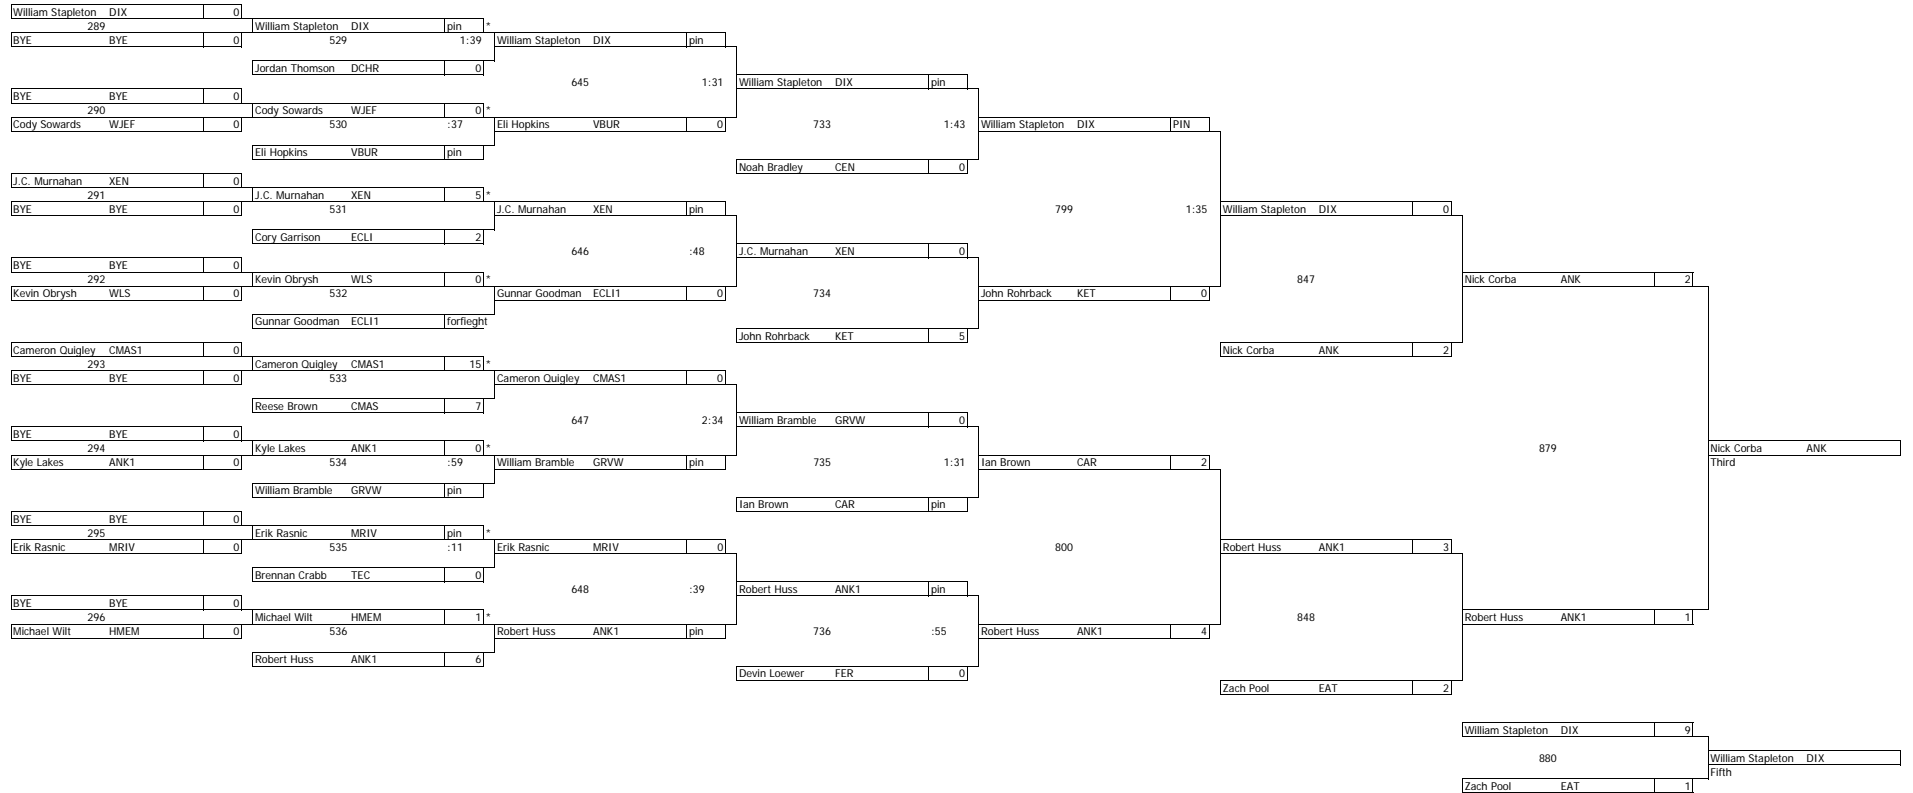 William Stapleton DIX 0
289
BYE BYE 0
BYE BYE 0
290
Cody Sowards WJEF 0
J.C. Murnahan XEN 0
291
BYE BYE 0
BYE BYE 0
292
Kevin Obrysh WLS 0
Cameron Quigley CMAS1 0
293
BYE BYE 0
BYE BYE 0
294
Kyle Lakes ANK1 0
BYE BYE 0
295
Erik Rasnic MRIV 0
BYE BYE 0
296
Michael Wilt HMEM 0
William Stapleton DIX pin *
529 1:39
Jordan Thomson DCHR 0
Cody Sowards WJEF 0 *
530 :37
Eli Hopkins VBUR pin
J.C. Murnahan XEN 5 *
531
Cory Garrison ECLI 2
Kevin Obrysh WLS 0 *
532
Gunnar Goodman ECLI1 forfieght
Cameron Quigley CMAS1 15 *
533
Reese Brown CMAS 7
Kyle Lakes ANK1 0 *
534 :59
William Bramble GRVW pin
Erik Rasnic MRIV pin *
535 :11
Brennan Crabb TEC 0
Michael Wilt HMEM 1 *
536
Robert Huss ANK1 6
William Stapleton DIX pin
645 1:31
Eli Hopkins VBUR 0
J.C. Murnahan XEN pin
646 :48
Gunnar Goodman ECLI1 0
Cameron Quigley CMAS1 0
647 2:34
William Bramble GRVW pin
Erik Rasnic MRIV 0
648 :39
Robert Huss ANK1 pin
William Stapleton DIX pin
733 1:43
Noah Bradley CEN 0
J.C. Murnahan XEN 0
734
John Rohrback KET 5
William Bramble GRVW 0
735 1:31
Ian Brown CAR pin
Robert Huss ANK1 pin
736 :55
Devin Loewer FER 0
William Stapleton DIX PIN
799 1:35
John Rohrback KET 0
Ian Brown CAR 2
800
Robert Huss ANK1 4
William Stapleton DIX 0
847
Nick Corba ANK 2
Robert Huss ANK1 3
848
Zach Pool EAT 2
Nick Corba ANK 2
879
Robert Huss ANK1 1
Nick Corba ANK
Third
William Stapleton DIX 9
880
Zach Pool EAT 1
William Stapleton DIX
Fifth